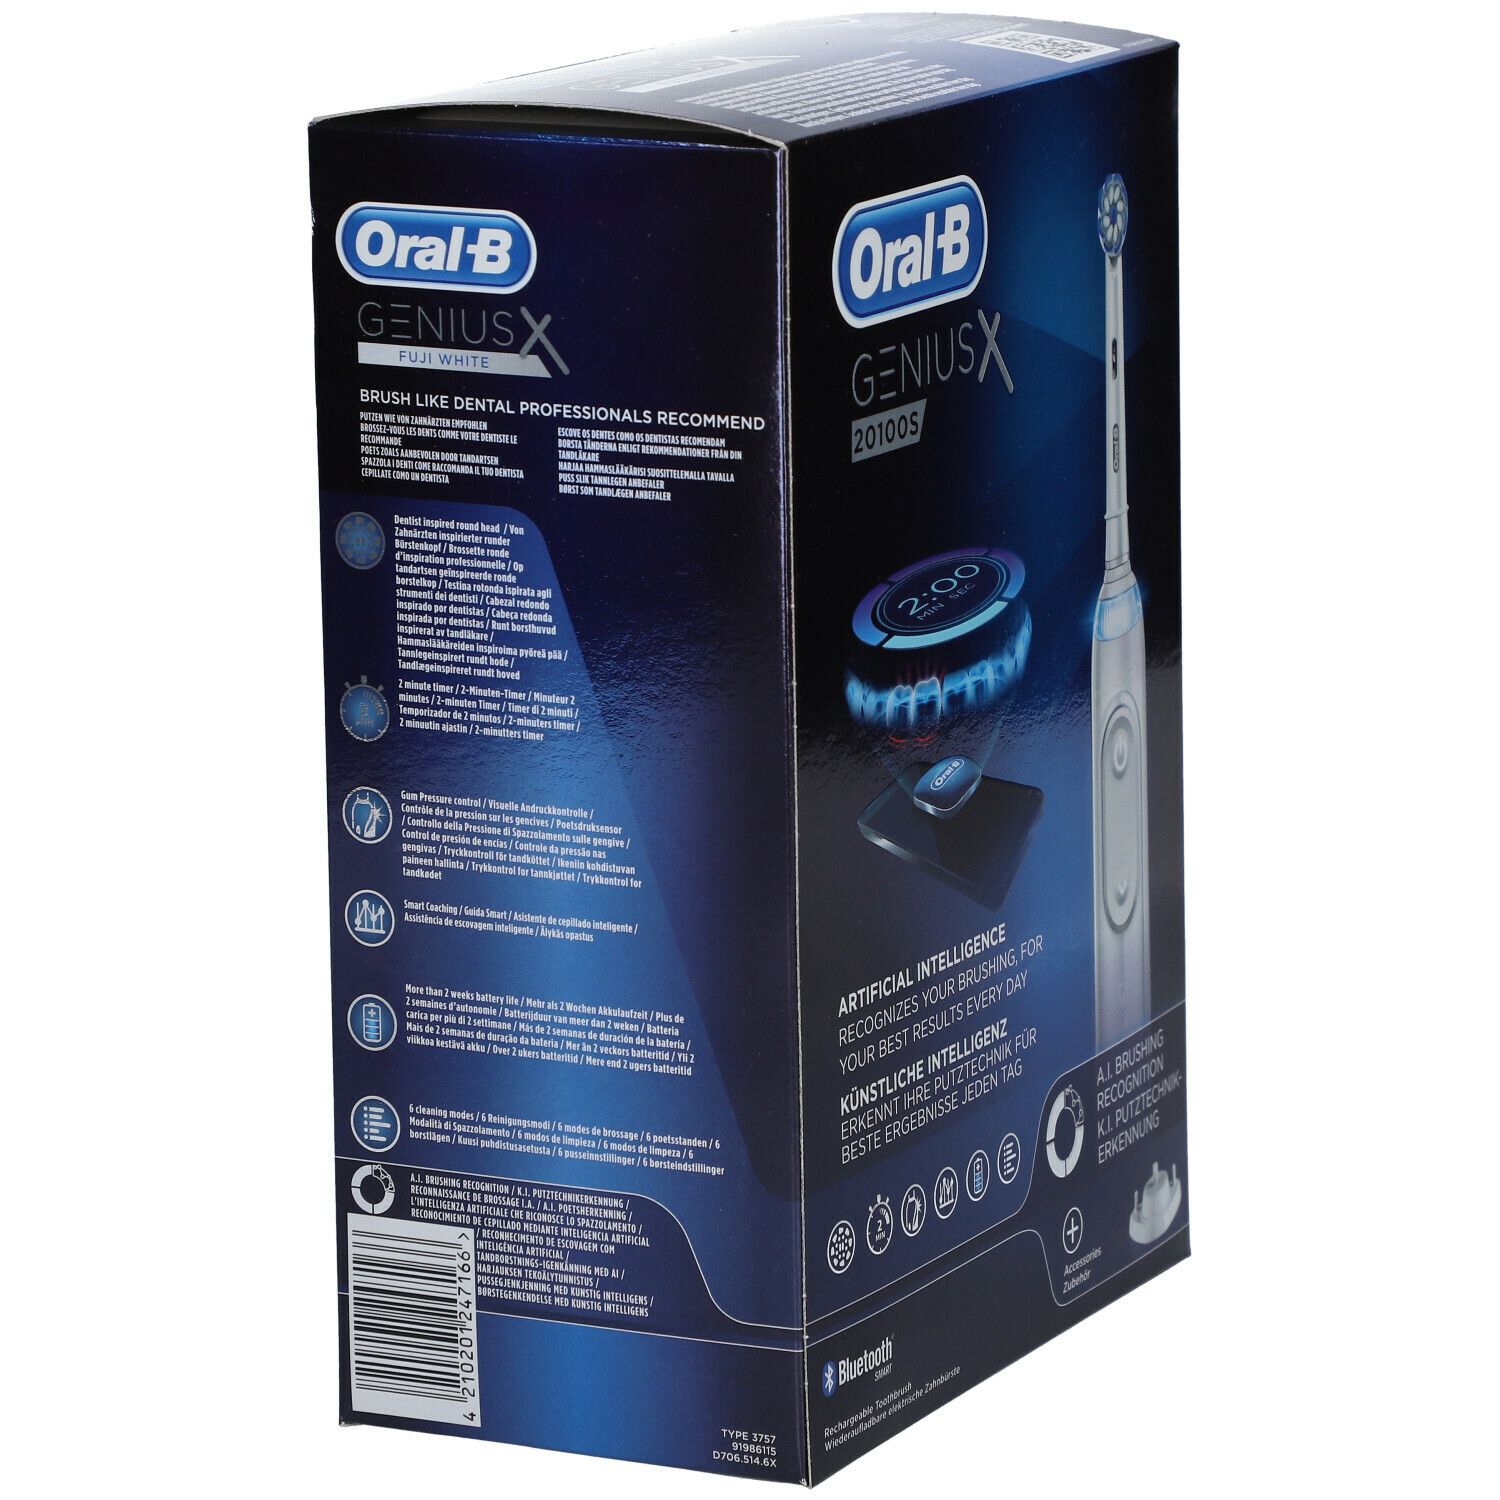 Oral-B
GENIUS X
FUJI WHITE
BRUSH LIKE DENTAL PROFESSIONALS RECOMMEND
PUTZEN WIE VON ZAHNÄRZTEN EMPFOHLEN
BROSSEZ-VOUS LES DENTS COMME VOTRE DENTISTE LE
RECOMMANDE
POETS ZOALS AANBEVOLEN DOOR TANDARTSEN
SPAZZOLA I DENTI COME RACCOMANDA IL TUO DENTISTA
CEPILLATE COMO UN DENTISTA
ESCOVE OS DENTES COMO OS DENTISTAS RECOMENDAM
BORSTA TÄNDERNA ENLIGT REKOMMENDATIONER FRÅN DIN
TANDLÄKARE
HARJAA HAMMASLÄÄKÄRISI SUOSITTELEMALLA TAVALLA
PUSS SLIK TANNLEGEN ANBEFALER
BØRST SOM TANDLÆGEN ANBEFALER
Dentist inspired round head / Von
Zahnärzten inspirierter runder
Bürstenkopf / Brossette ronde
d'inspiration professionnelle / Op
tandartsen geïnspireerde ronde
borstelkop / Testina rotonda ispirata agli
strumenti dei dentisti / Cabezal redondo
inspirado por dentistas / Cabeça redonda
inspirada por dentistas / Runt borsthuvud
inspirerat av tandläkare /
Hammaslääkäreiden inspiroima pyöreä pää /
Tannlegeinspirert rundt hode /
Tandlægeinspireret rundt hoved
2 minute timer / 2-Minuten-Timer / Minuteur 2
minutes / 2-minuten Timer / Timer di 2 minuti /
Temporizador de 2 minutos / 2-minuters timer /
2 minuutin ajastin / 2-minutters timer
Gum Pressure control / Visuelle Andruckkontrolle /
Contrôle de la pression sur les gencives / Poetsdruksensor
/ Controllo della Pressione di Spazzolamento sulle gengive /
Control de presión de encías / Controle da pressão nas
gengivas / Tryckkontroll för tandköttet / Ikeniin kohdistuvan
paineen hallinta / Trykkontroll for tannkjøttet / Trykkontrol for
tandkødet
Smart Coaching / Guida Smart / Asistente de cepillado inteligente /
Assistência de escovagem inteligente / Älykäs opastus
More than 2 weeks battery life / Mehr als 2 Wochen Akkulaufzeit / Plus de
2 semaines d'autonomie / Batterijduur van meer dan 2 weken / Batteria
carica per più di 2 settimane / Más de 2 semanas de duración de la batería /
Mais de 2 semanas de duração da bateria / Mer än 2 veckors batteritid / Yli 2
viikkoa kestävä akku / Over 2 ukers batteritid / Mere end 2 ugers batteritid
6 cleaning modes / 6 Reinigungsmodi / 6 modes de brossage / 6 poetsstanden / 6
Modalità di Spazzolamento / 6 modos de limpieza / 6 modos de limpeza / 6
borstlägen / Kuusi puhdistusasetusta / 6 pusseinnstillinger / 6 børsteindstillinger
A.I. BRUSHING RECOGNITION / K.I. PUTZTECHNIKERKENNUNG /
RECONNAISSANCE DE BROSSAGE I.A. / A.I. POETSHERKENNING /
L'INTELLIGENZA ARTIFICIALE CHE RICONOSCE LO SPAZZOLAMENTO /
RECONOCIMIENTO DE CEPILLADO MEDIANTE INTELIGENCIA ARTIFICIAL
/ RECONHECIMENTO DE ESCOVAGEM COM
INTELIGÊNCIA ARTIFICIAL /
TANDBORSTNINGS-IGENKÄNNING MED AI /
HARJAUKSEN TEKOÄLYTUNNISTUS /
PUSSEGJENKJENNING MED KUNSTIG INTELLIGENS /
BØRSTEGENKENDELSE MED KUNSTIG INTELLIGENS
4 210201 247166 >
TYPE 3757
91986115
D706.514.6X
Oral-B
GENIUS X
20100S
Oral-B
2:00
MIN SEC
Oral-B
ARTIFICIAL INTELLIGENCE
RECOGNIZES YOUR BRUSHING, FOR
YOUR BEST RESULTS EVERY DAY
KÜNSTLICHE INTELLIGENZ
ERKENNT IHRE PUTZTECHNIK FÜR
BESTE ERGEBNISSE JEDEN TAG
A.I. BRUSHING
RECOGNITION
K.I. PUTZTECHNIK-
ERKENNUNG
2
MIN
Accessories
Zubehör
Bluetooth
SMART
Rechargeable Toothbrush
Wiederaufladbare elektrische Zahnbürste